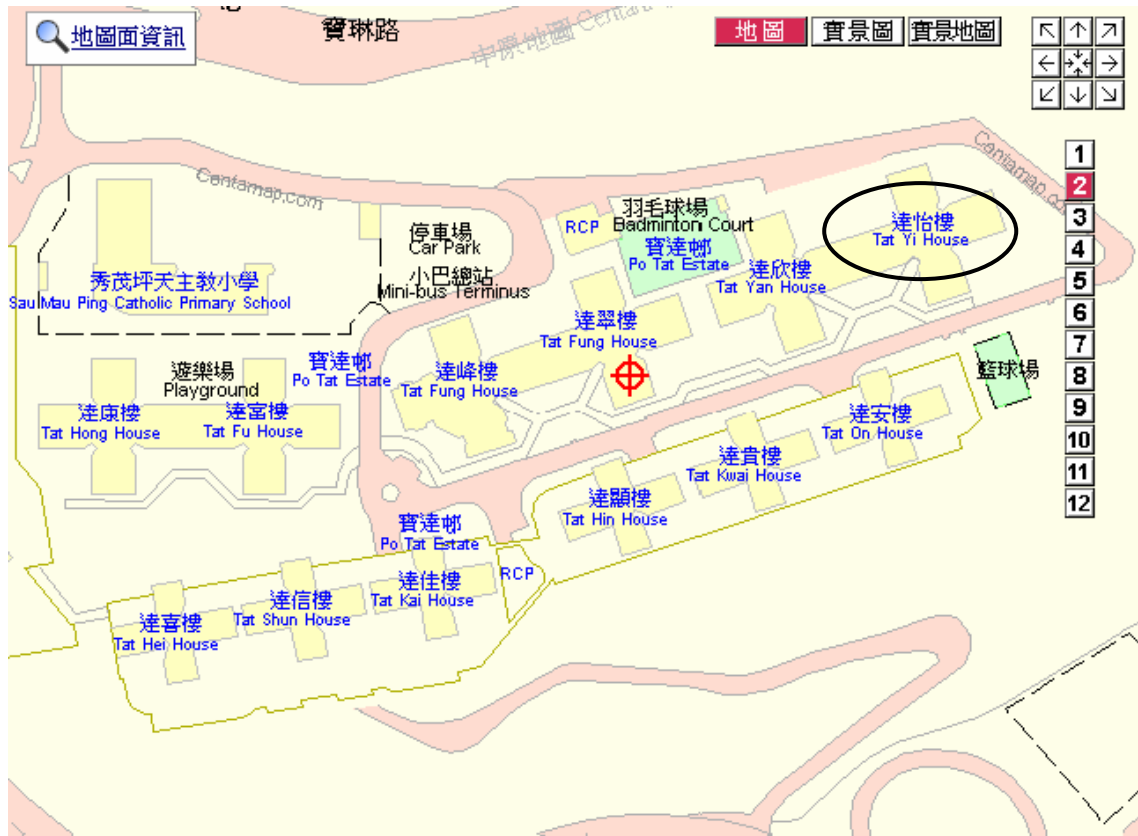 地圖面資訊
寶琳路
中原地圖 Centamap.com
地圖
實景圖
實景地圖
1
2
3
4
5
6
7
8
9
10
11
12
Centamap.com
Centamap.co
停車場
Car Park
小巴總站
Mini-bus Terminus
羽毛球場
Badminton Court
RCP
寶達邨
Po Tat Estate
達怡樓
Tat Yi House
達欣樓
Tat Yan House
秀茂坪天主教小學
Sau Mau Ping Catholic Primary School
達翠樓
Tat Fung House
達峰樓
Tat Fung House
寶達邨
Po Tat Estate
遊樂場
Playground
達康樓
Tat Hong House
達富樓
Tat Fu House
籃球場
達安樓
Tat On House
達貴樓
Tat Kwai House
達顯樓
Tat Hin House
寶達邨
Po Tat Estate
RCP
達佳樓
Tat Kai House
達信樓
Tat Shun House
達喜樓
Tat Hei House